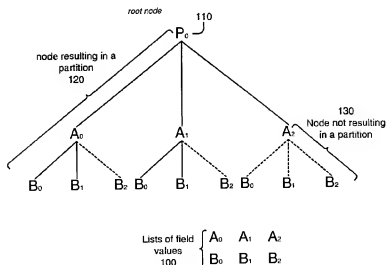 root node
110
P₀
node resulting in a
partition
120
130
Node not resulting
in a partition
A₀ A₁ A₂
B₀ B₁ B₂ B₀ B₁ B₂ B₀ B₁ B₂
Lists of field A₀ A₁ A₂
values
100 B₀ B₁ B₂